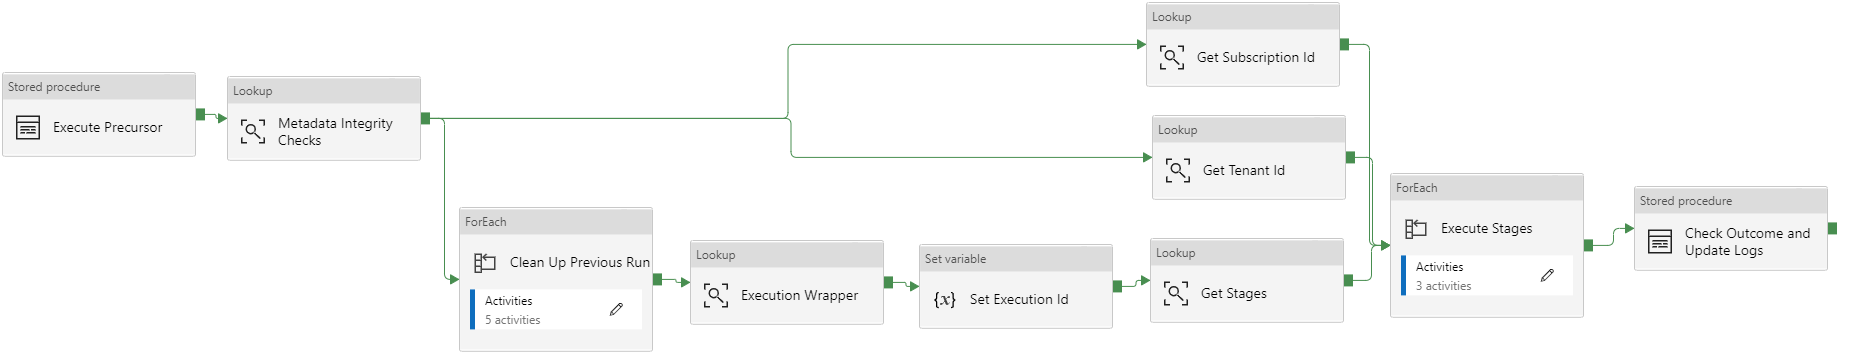 Stored procedure
Execute Precursor
Lookup
Metadata Integrity
Checks
Lookup
Get Subscription Id
Lookup
Get Tenant Id
ForEach
Clean Up Previous Run
Activities
5 activities
Lookup
Execution Wrapper
Set variable
{x} Set Execution Id
Lookup
Get Stages
ForEach
Execute Stages
Activities
3 activities
Stored procedure
Check Outcome and
Update Logs